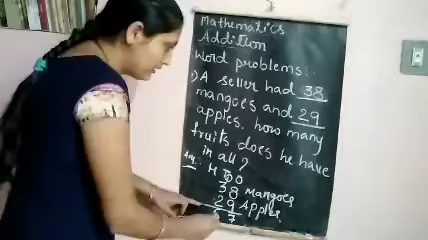 Mathematics
Addition
Word problems:
1) A seller had 38
mangoes and 29
apples. how many
fruits does he have
in all?
Ans: H T O
38 Mangoes
29 Apples
7